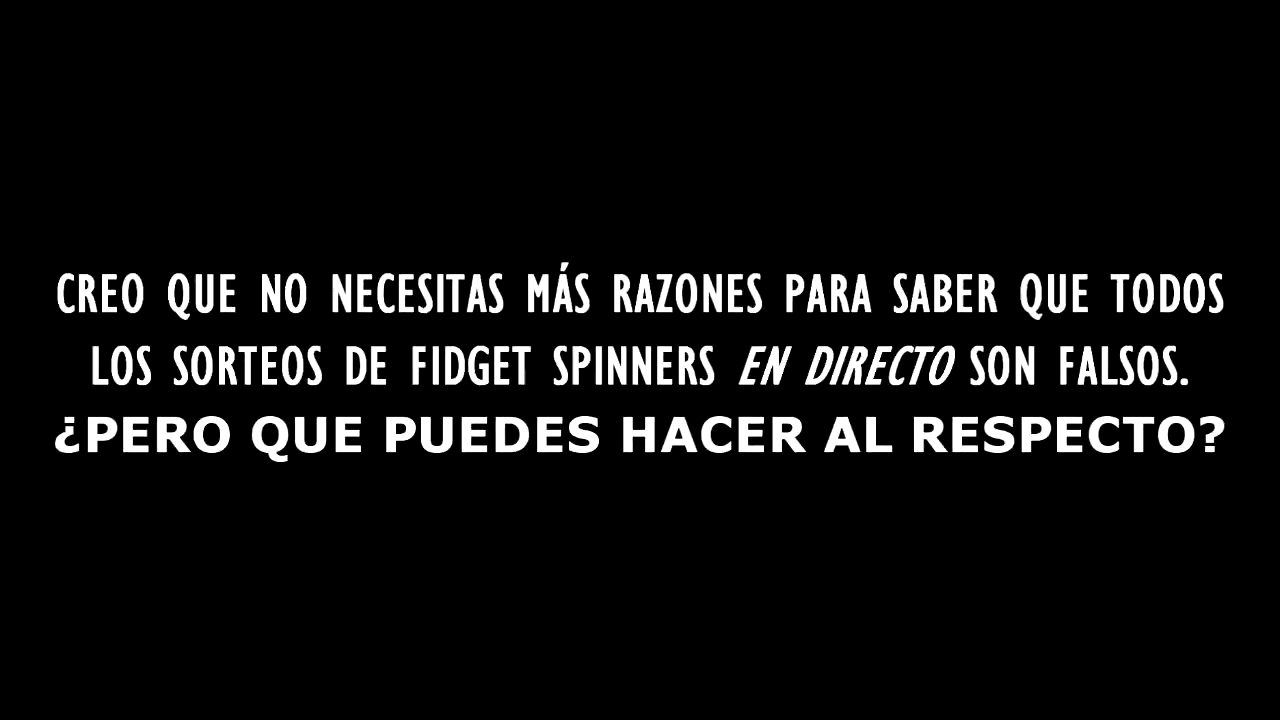 CREO QUE NO NECESITAS MÁS RAZONES PARA SABER QUE TODOS
LOS SORTEOS DE FIDGET SPINNERS EN DIRECTO SON FALSOS.
¿PERO QUE PUEDES HACER AL RESPECTO?